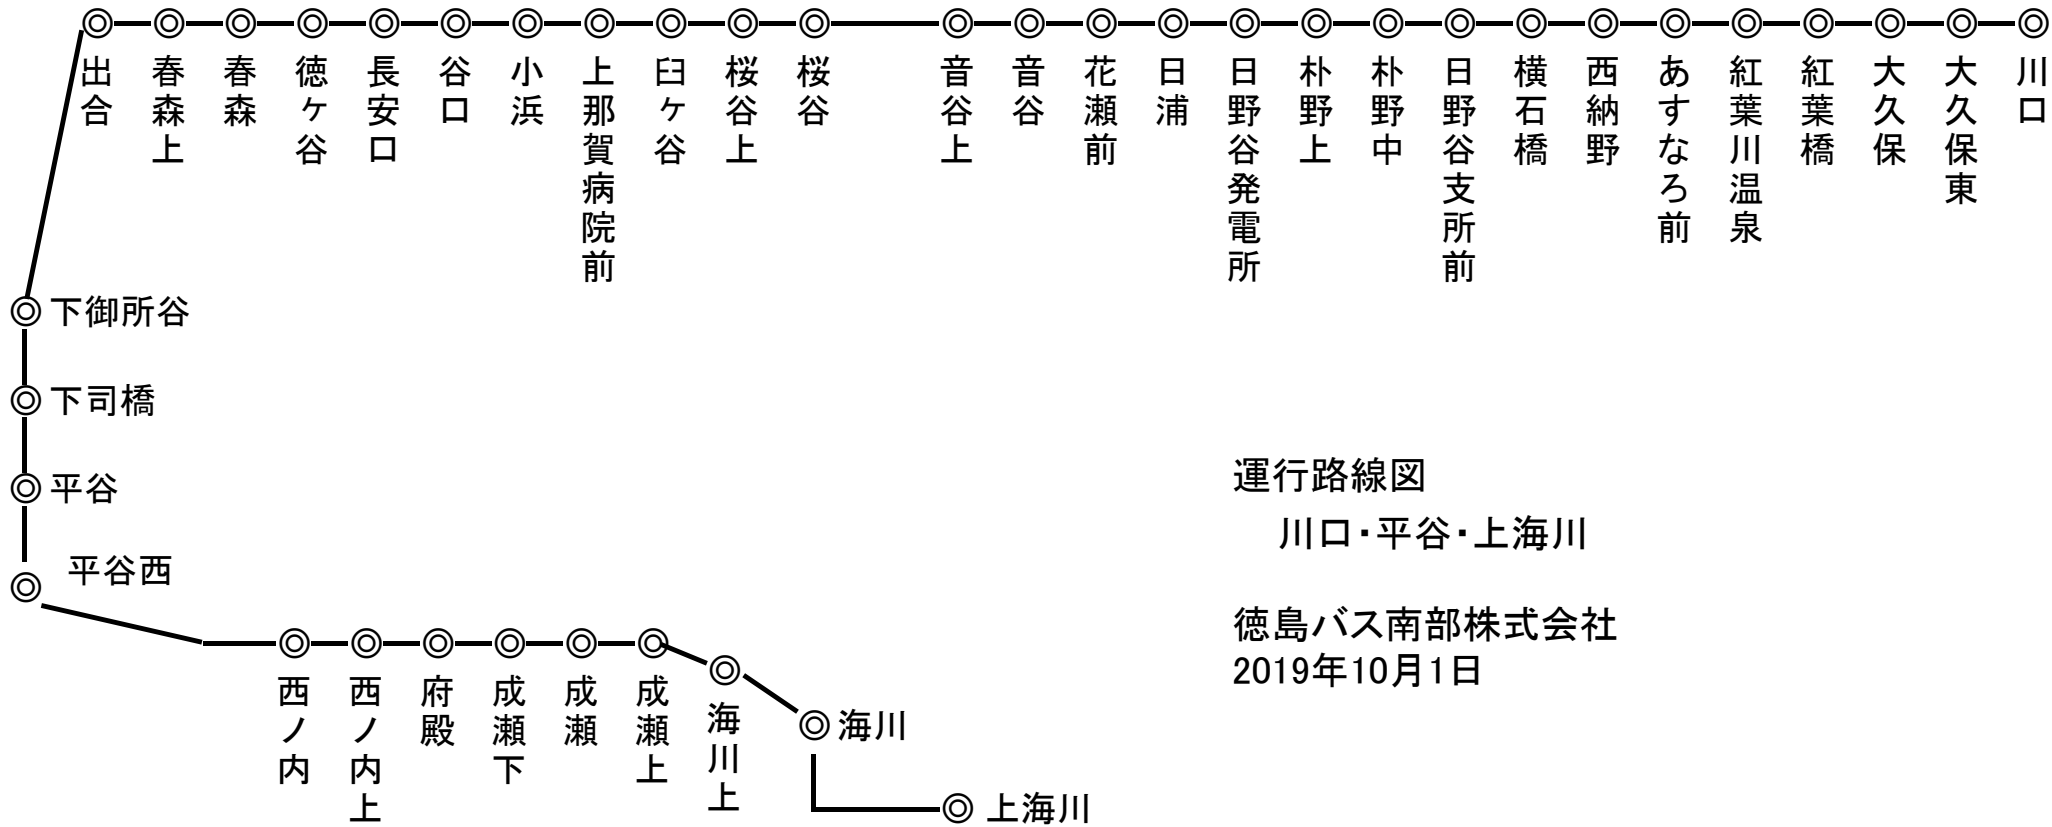 出合
春森上
春森
徳ヶ谷
長安口
谷口
小浜
上那賀病院前
臼ヶ谷
桜谷上
桜谷
音谷上
音谷
花瀬前
日浦
日野谷発電所
朴野上
朴野中
日野谷支所前
横石橋
西納野
あすなろ前
紅葉川温泉
紅葉橋
大久保
大久保東
川口
下御所谷
下司橋
平谷
平谷西
西ノ内
西ノ内上
府殿
成瀬下
成瀬
成瀬上
海川上
海川
上海川
運行路線図
川口・平谷・上海川
徳島バス南部株式会社
2019年10月1日